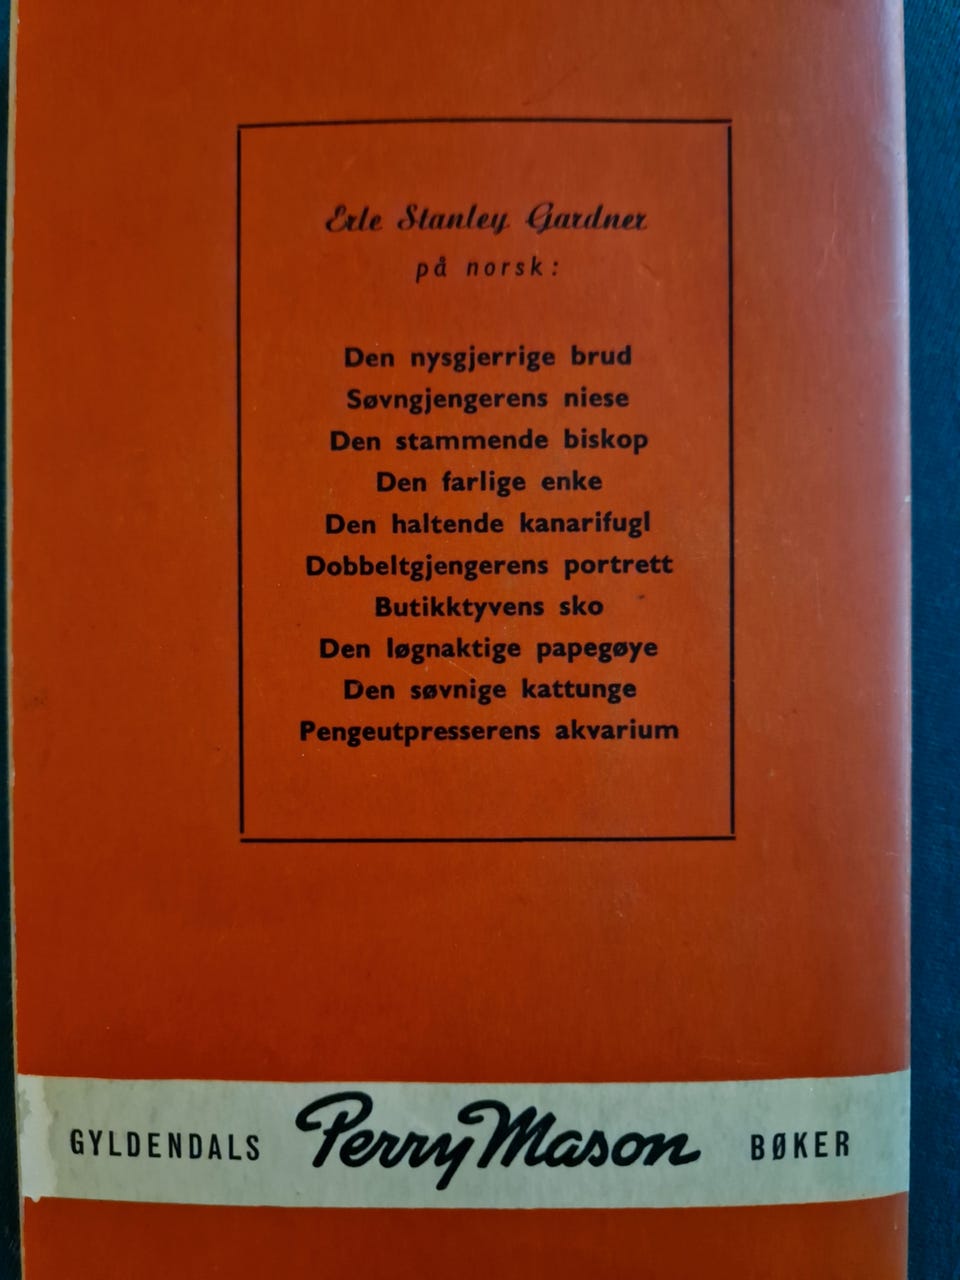 Erle Stanley Gardner
på norsk:
Den nysgjerrige brud
Søvngjengerens niese
Den stammende biskop
Den farlige enke
Den haltende kanarifugl
Dobbeltgjengerens portrett
Butikktyvens sko
Den løgnaktige papegøye
Den søvnige kattunge
Pengeutpresserens akvarium
GYLDENDALS Perry Mason BØKER